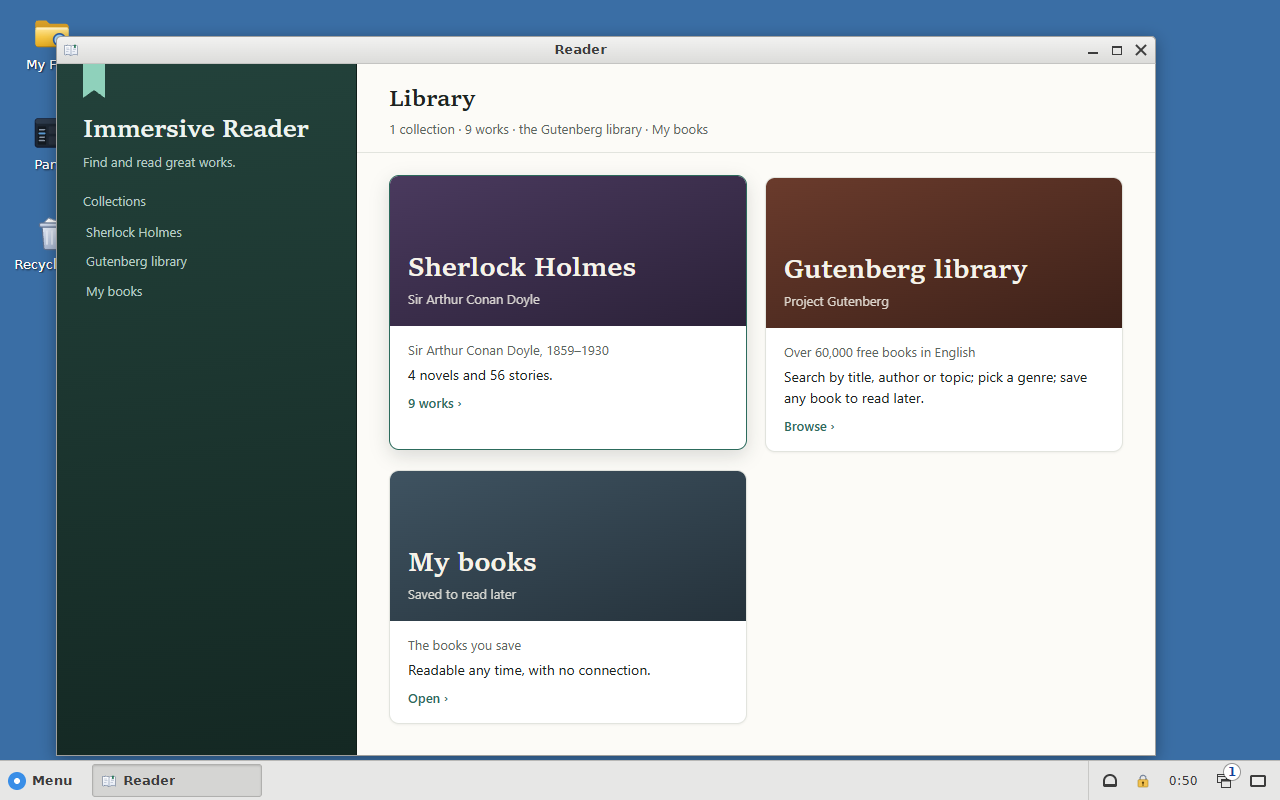 My F
Reader
Par
Recycl
Immersive Reader
Find and read great works.
Collections
Sherlock Holmes
Gutenberg library
My books
Library
1 collection · 9 works · the Gutenberg library · My books
Sherlock Holmes
Sir Arthur Conan Doyle
Sir Arthur Conan Doyle, 1859–1930
4 novels and 56 stories.
9 works ›
Gutenberg library
Project Gutenberg
Over 60,000 free books in English
Search by title, author or topic; pick a genre; save
any book to read later.
Browse ›
My books
Saved to read later
The books you save
Readable any time, with no connection.
Open ›
Menu
Reader
0:50
1